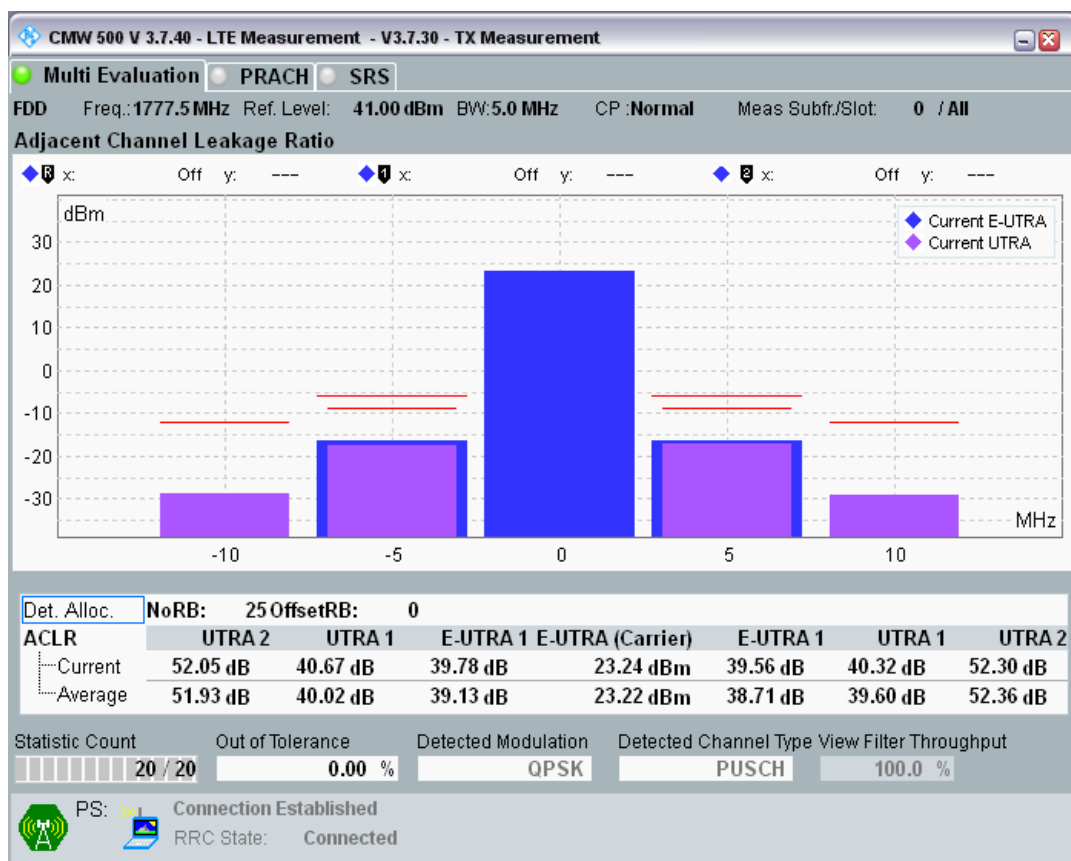 CMW 500 V 3.7.40 - LTE Measurement - V3.7.30 - TX Measurement
Multi Evaluation PRACH SRS
FDD Freq.:1777.5 MHz Ref. Level: 41.00 dBm BW:5.0 MHz CP :Normal Meas Subfr./Slot: 0 / All
Adjacent Channel Leakage Ratio
R x: Off y: --- 1 x: Off y: --- 2 x: Off y: ---
dBm
Current E-UTRA
Current UTRA
30
20
10
0
-10
-20
-30
MHz
-10 -5 0 5 10
Det. Alloc. NoRB: 25 OffsetRB: 0
ACLR UTRA 2 UTRA 1 E-UTRA 1 E-UTRA (Carrier) E-UTRA 1 UTRA 1 UTRA 2
Current 52.05 dB 40.67 dB 39.78 dB 23.24 dBm 39.56 dB 40.32 dB 52.30 dB
Average 51.93 dB 40.02 dB 39.13 dB 23.22 dBm 38.71 dB 39.60 dB 52.36 dB
Statistic Count Out of Tolerance Detected Modulation Detected Channel Type View Filter Throughput
20 / 20 0.00 % QPSK PUSCH 100.0 %
PS: Connection Established
RRC State: Connected